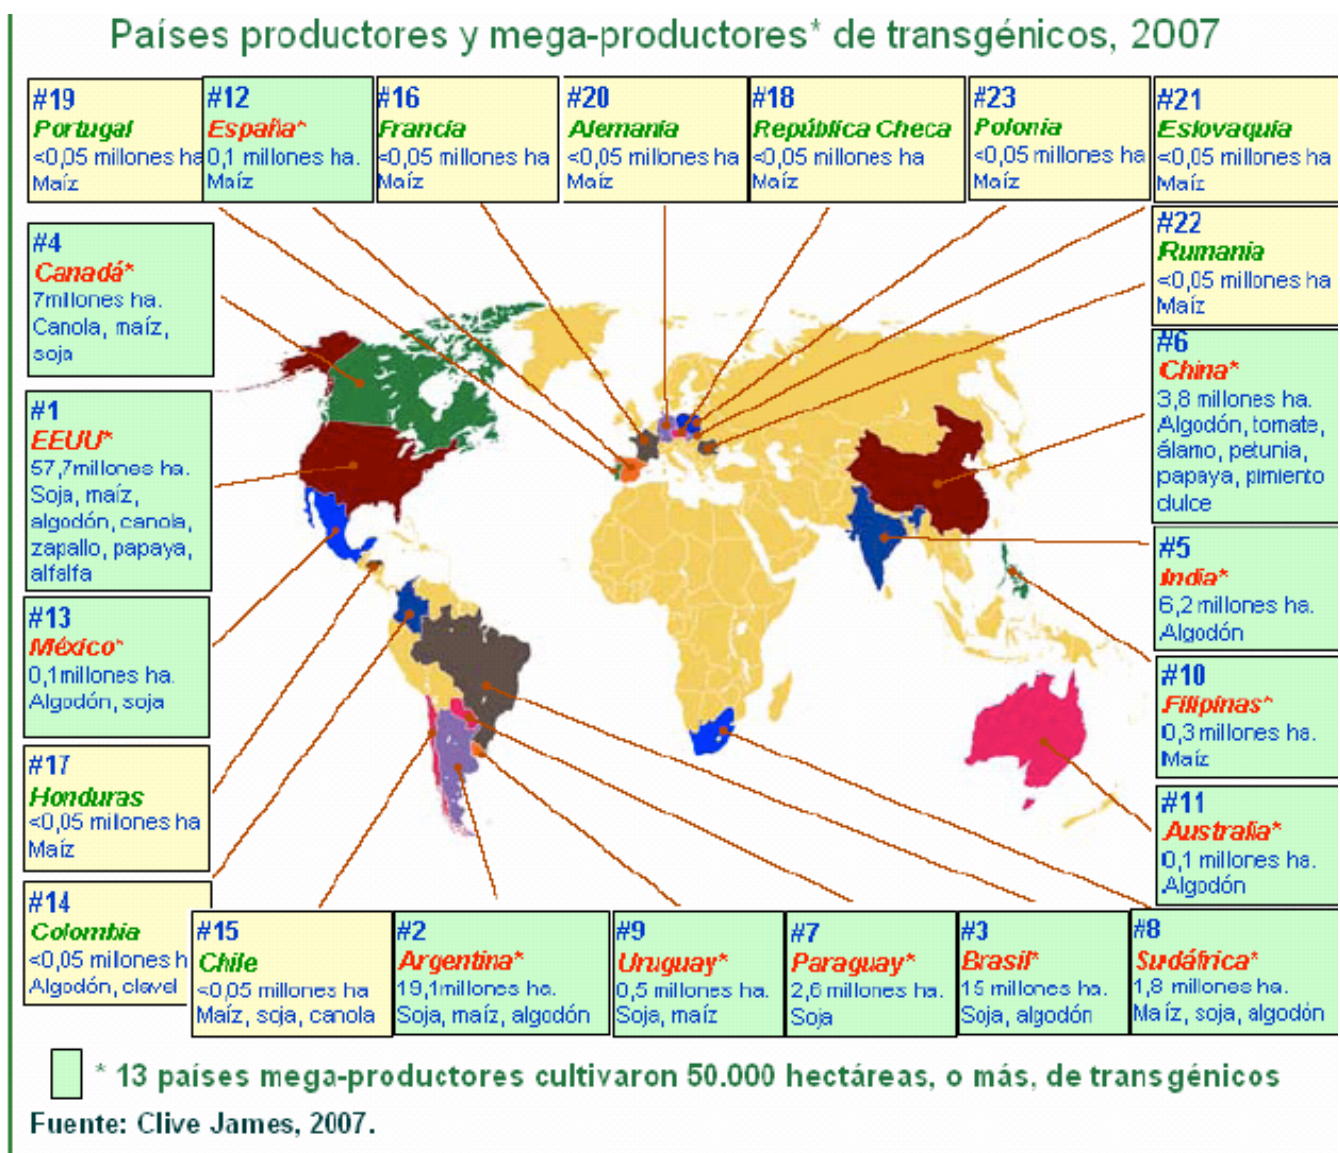 Países productores y mega-productores* de transgénicos, 2007
#19
Portugal
<0,05 millones ha
Maíz
#12
España*
0,1 millones ha.
Maíz
#16
Francia
<0,05 millones ha
Maíz
#20
Alemania
<0,05 millones ha
Maíz
#18
República Checa
<0,05 millones ha
Maíz
#23
Polonia
<0,05 millones ha
Maíz
#21
Eslovaquia
<0,05 millones ha
Maíz
#22
Rumania
<0,05 millones ha
Maíz
#4
Canadá*
7millones ha.
Canola, maíz,
soja
#6
China*
3,8 millones ha.
Algodón, tomate,
álamo, petunia,
papaya, pimiento
dulce
#1
EEUU*
57,7millones ha.
Soja, maíz,
algodón, canola,
zapallo, papaya,
alfalfa
#5
India*
6,2 millones ha.
Algodón
#13
México*
0,1millones ha.
Algodón, soja
#10
Filipinas*
0,3 millones ha.
Maíz
#17
Honduras
<0,05 millones ha
Maíz
#11
Australia*
0,1 millones ha.
Algodón
#14
Colombia
<0,05 millones h
Algodón, clavel
#15
Chile
<0,05 millones ha
Maíz, soja, canola
#2
Argentina*
19,1millones ha.
Soja, maíz, algodón
#9
Uruguay*
0,5 millones ha.
Soja, maíz
#7
Paraguay*
2,6 millones ha.
Soja
#3
Brasil*
15 millones ha.
Soja, algodón
#8
Sudáfrica*
1,8 millones ha.
Maíz, soja, algodón
* 13 países mega-productores cultivaron 50.000 hectáreas, o más, de transgénicos
Fuente: Clive James, 2007.